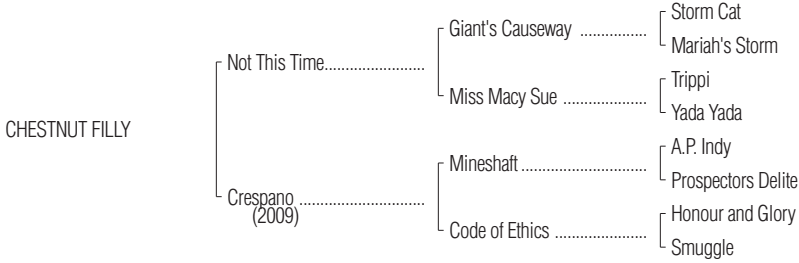 Storm Cat
Giant's Causeway ................
Mariah's Storm
Not This Time........................
Trippi
Miss Macy Sue ....................
Yada Yada
CHESTNUT FILLY
A.P. Indy
Mineshaft..............................
Prospectors Delite
Crespano ..............................
(2009)
Honour and Glory
Code of Ethics ......................
Smuggle